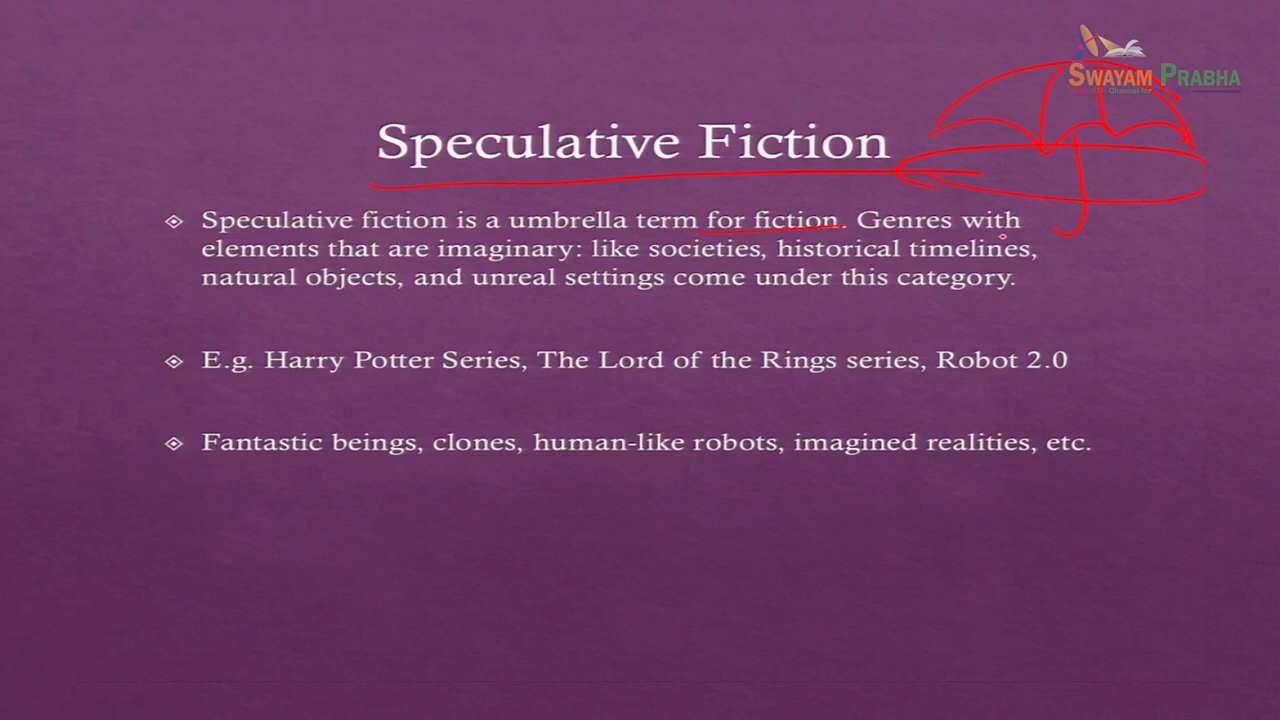 SWAYAM PRABHA
Speculative Fiction
Speculative fiction is a umbrella term for fiction. Genres with
elements that are imaginary: like societies, historical timelines,
natural objects, and unreal settings come under this category.
E.g. Harry Potter Series, The Lord of the Rings series, Robot 2.0
Fantastic beings, clones, human-like robots, imagined realities, etc.